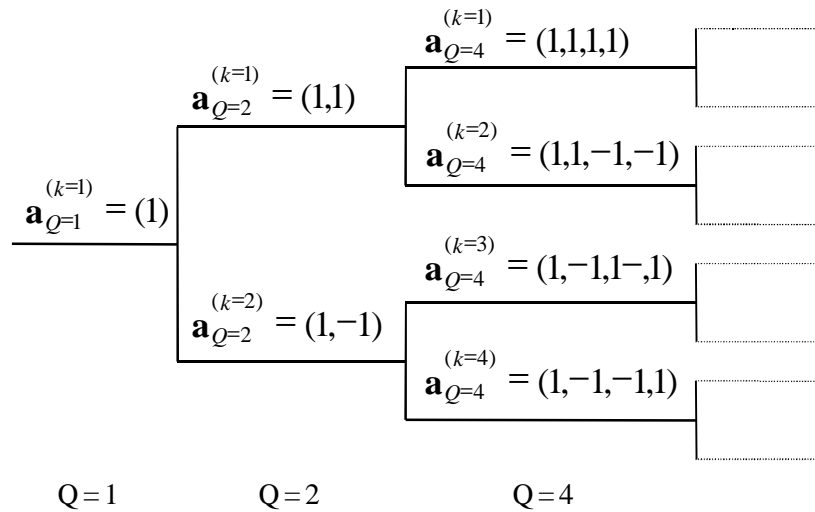 a_{Q=1}^{(k=1)} = (1)
a_{Q=2}^{(k=1)} = (1,1)
a_{Q=2}^{(k=2)} = (1,−1)
a_{Q=4}^{(k=1)} = (1,1,1,1)
a_{Q=4}^{(k=2)} = (1,1,−1,−1)
a_{Q=4}^{(k=3)} = (1,−1,1−,1)
a_{Q=4}^{(k=4)} = (1,−1,−1,1)
Q = 1 Q = 2 Q = 4